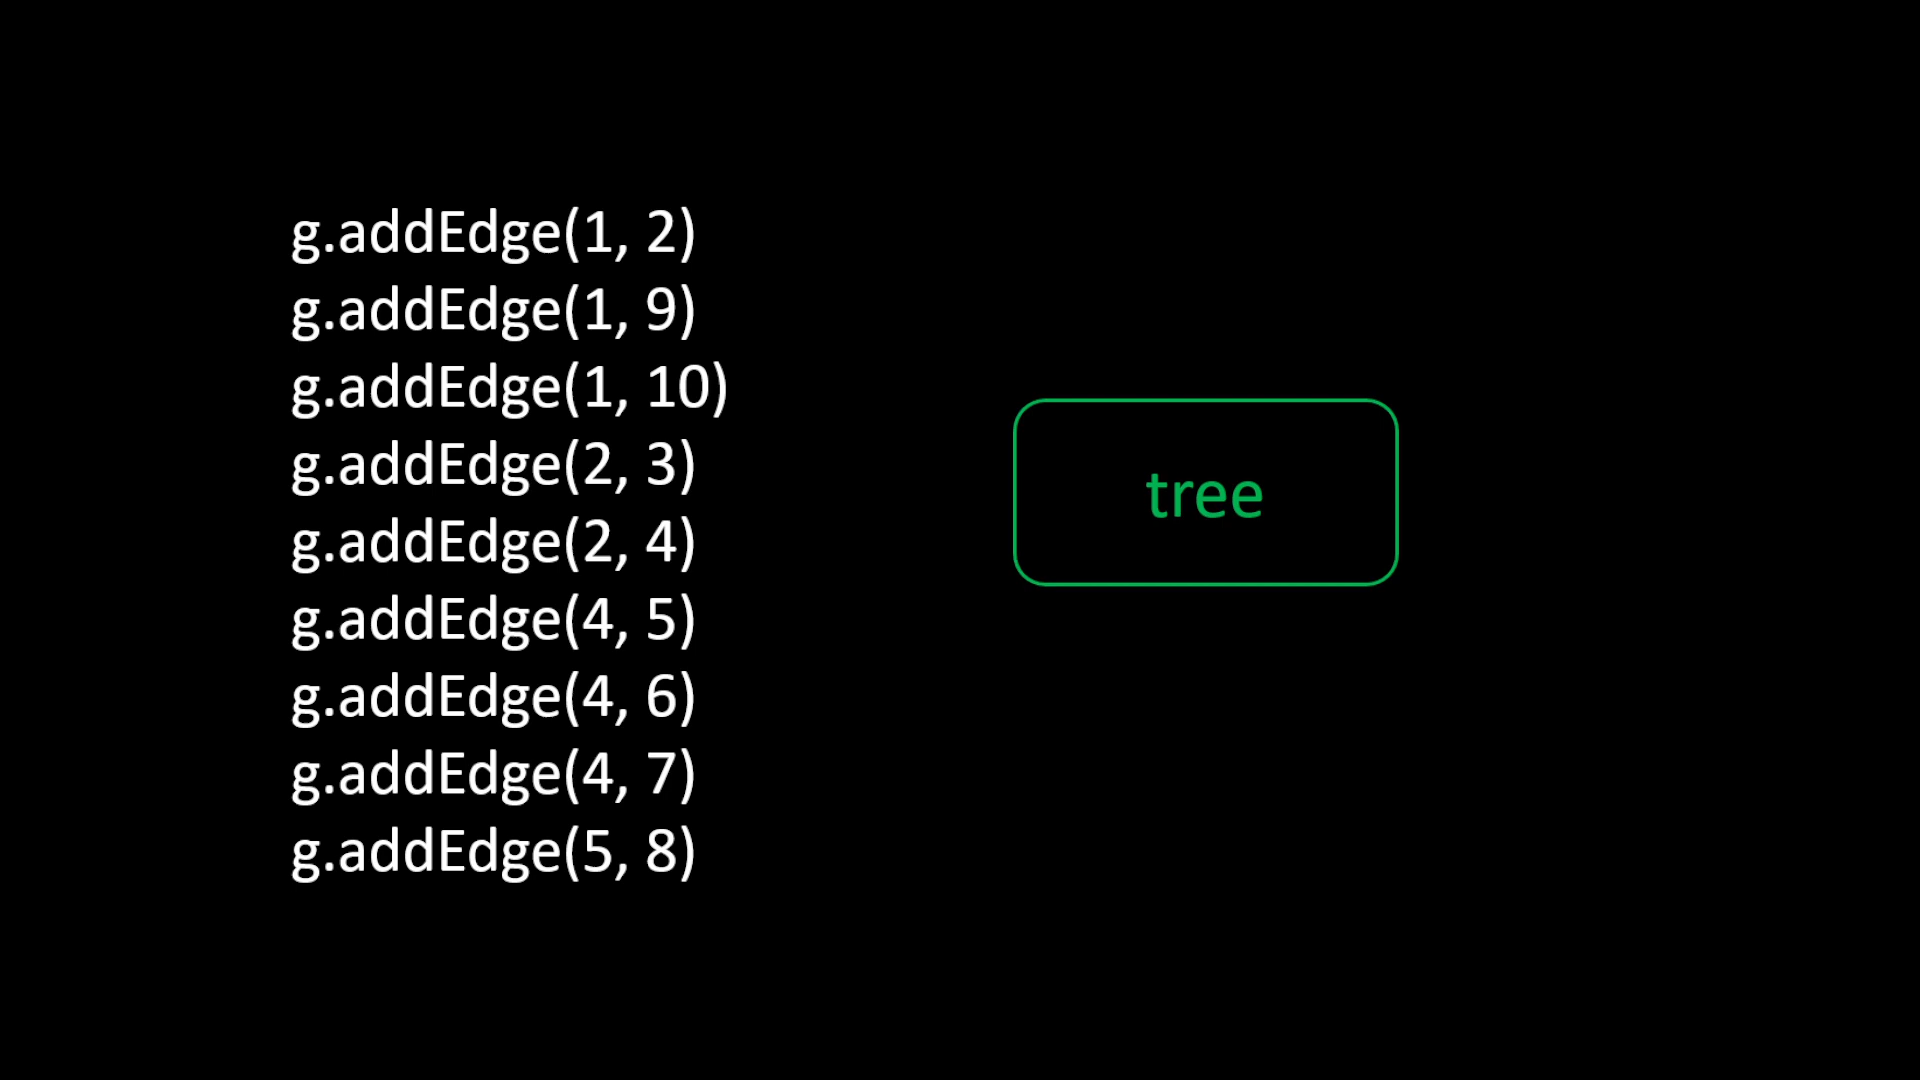 g.addEdge(1, 2)
g.addEdge(1, 9)
g.addEdge(1, 10)
g.addEdge(2, 3)
g.addEdge(2, 4)
g.addEdge(4, 5)
g.addEdge(4, 6)
g.addEdge(4, 7)
g.addEdge(5, 8)
tree